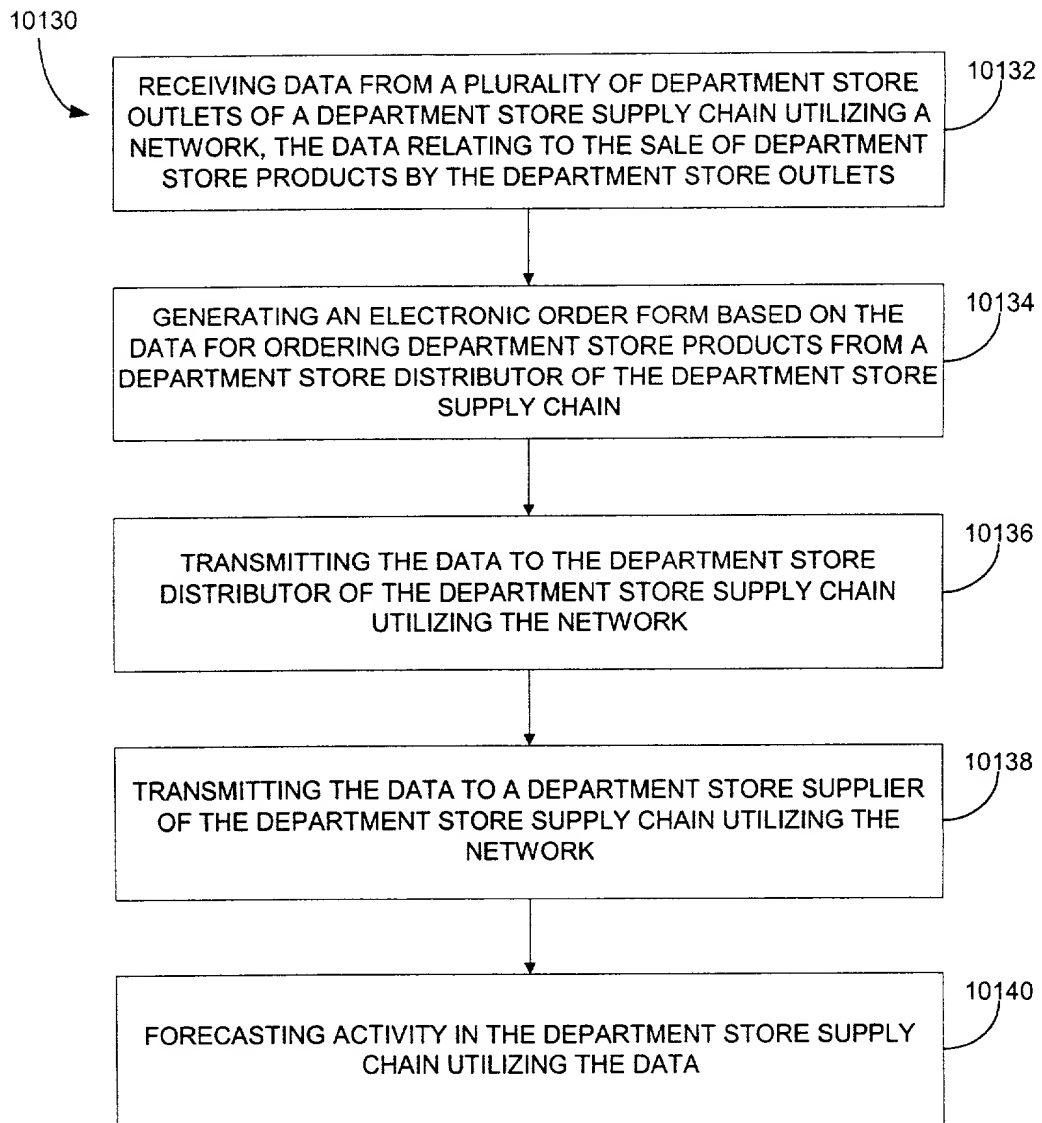 10130
RECEIVING DATA FROM A PLURALITY OF DEPARTMENT STORE
OUTLETS OF A DEPARTMENT STORE SUPPLY CHAIN UTILIZING A
NETWORK, THE DATA RELATING TO THE SALE OF DEPARTMENT
STORE PRODUCTS BY THE DEPARTMENT STORE OUTLETS
10132
GENERATING AN ELECTRONIC ORDER FORM BASED ON THE
DATA FOR ORDERING DEPARTMENT STORE PRODUCTS FROM A
DEPARTMENT STORE DISTRIBUTOR OF THE DEPARTMENT STORE
SUPPLY CHAIN
10134
TRANSMITTING THE DATA TO THE DEPARTMENT STORE
DISTRIBUTOR OF THE DEPARTMENT STORE SUPPLY CHAIN
UTILIZING THE NETWORK
10136
TRANSMITTING THE DATA TO A DEPARTMENT STORE SUPPLIER
OF THE DEPARTMENT STORE SUPPLY CHAIN UTILIZING THE
NETWORK
10138
FORECASTING ACTIVITY IN THE DEPARTMENT STORE SUPPLY
CHAIN UTILIZING THE DATA
10140